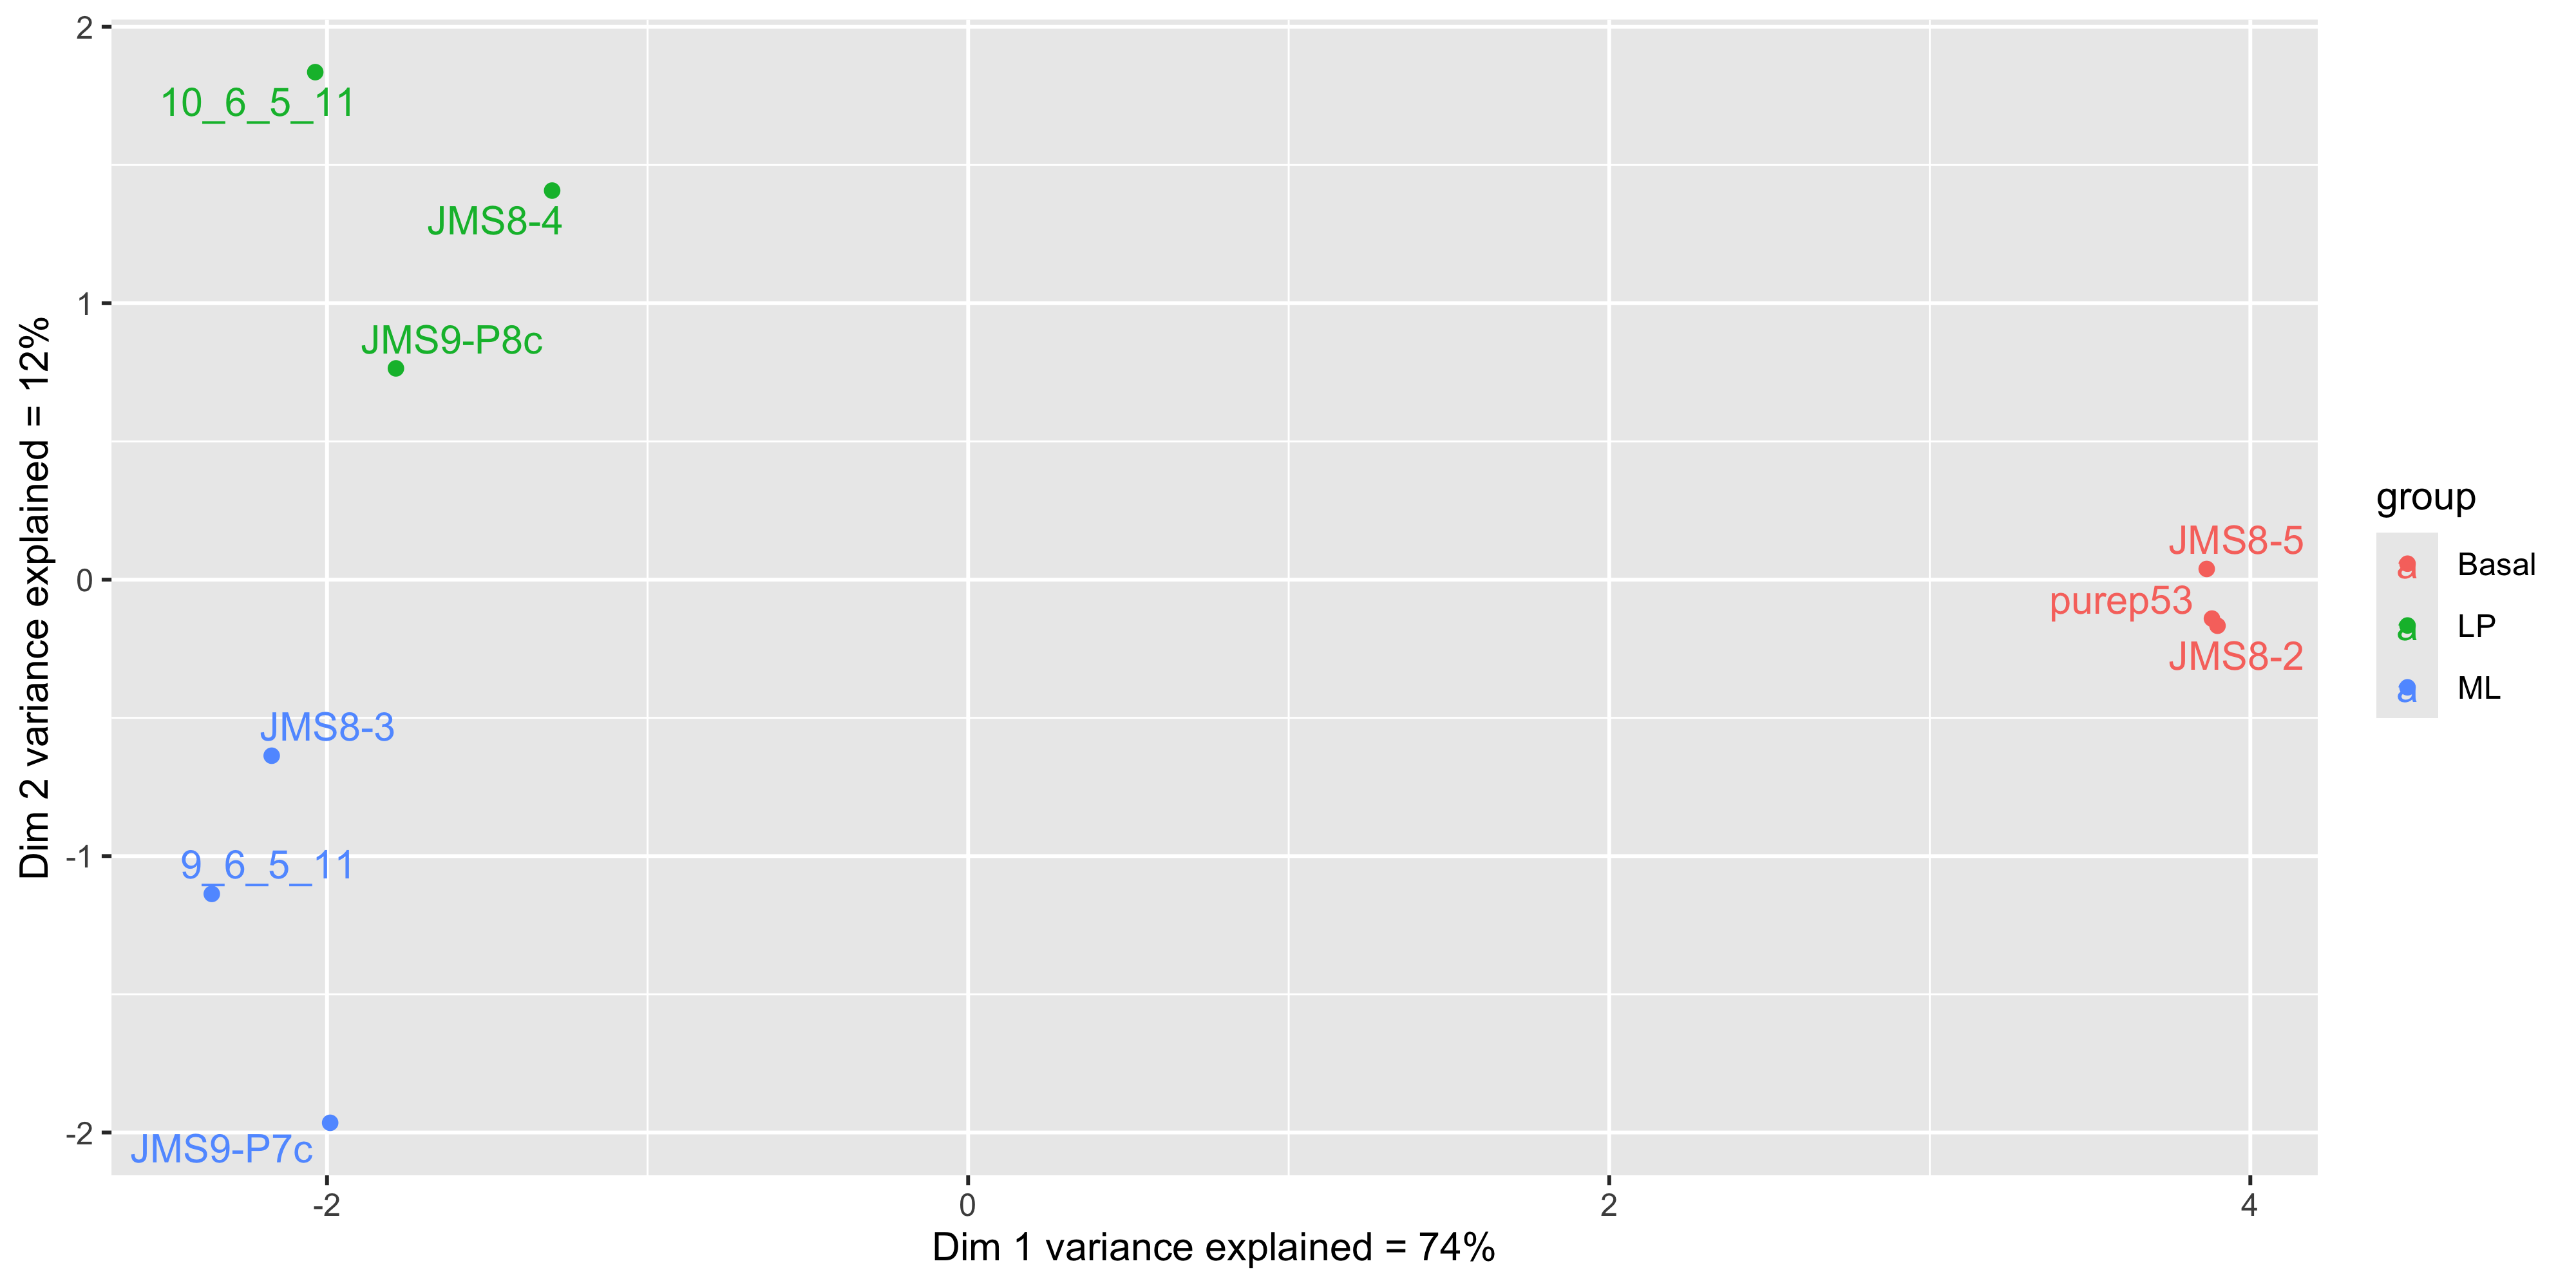 Dim 2 variance explained = 12%
2
1
0
-1
-2
10_6_5_11
JMS8-4
JMS9-P8c
JMS8-5
purep53
JMS8-2
JMS8-3
9_6_5_11
JMS9-P7c
-2
0
2
4
Dim 1 variance explained = 74%
group
a Basal
a LP
a ML